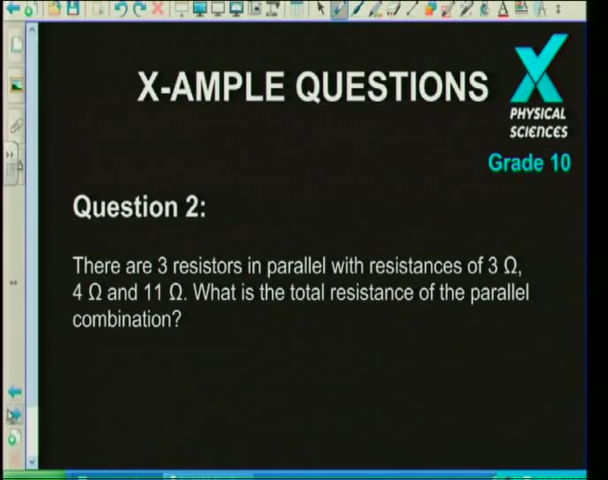 X-AMPLE QUESTIONS
PHYSICAL
SCIENCES
Grade 10
Question 2:
There are 3 resistors in parallel with resistances of 3 Ω,
4 Ω and 11 Ω. What is the total resistance of the parallel
combination?